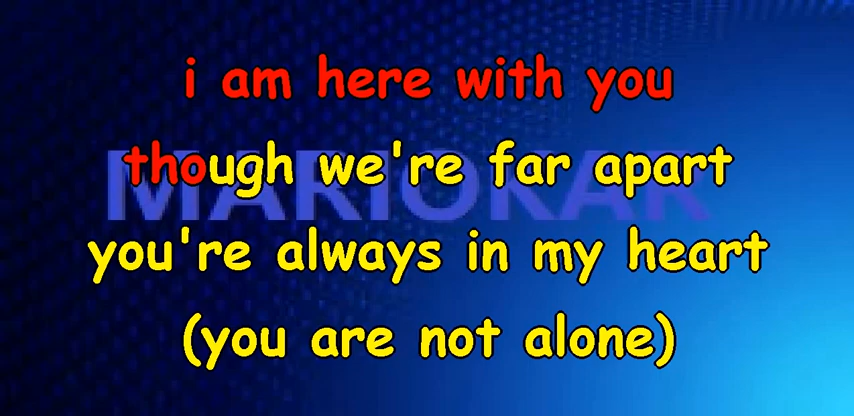 i am here with you
though we're far apart
MARIOKAR
you're always in my heart
(you are not alone)